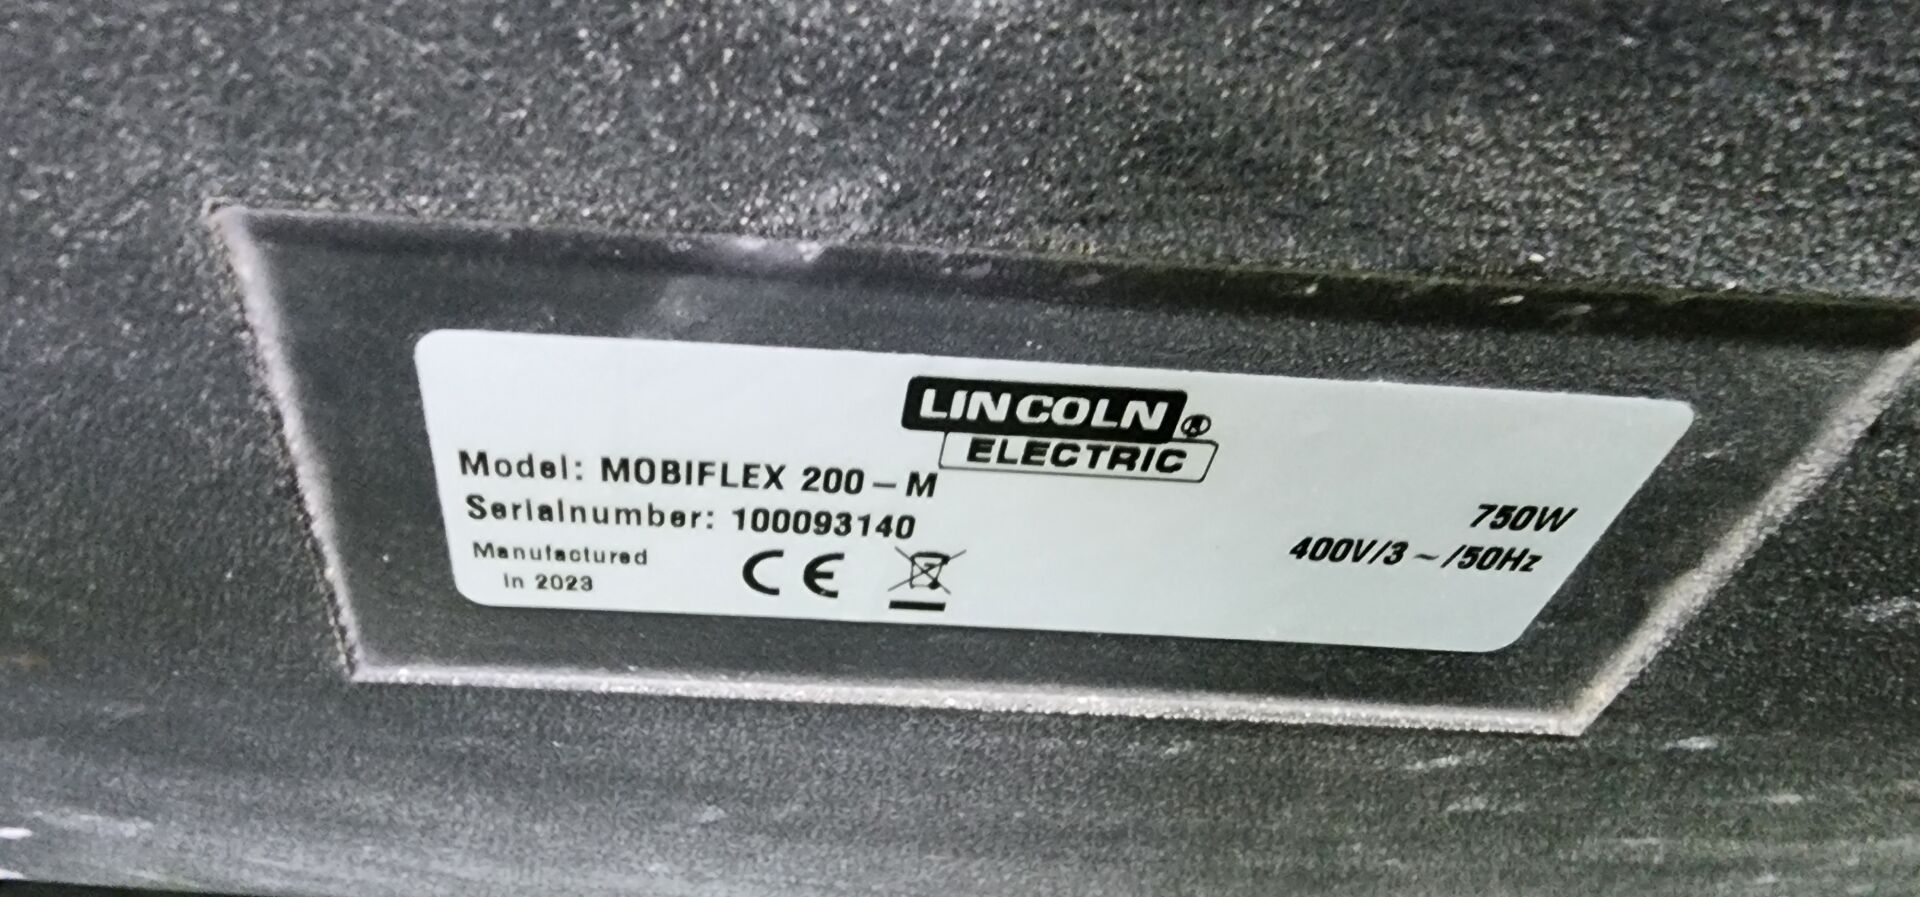 LINCOLN ®
ELECTRIC
Model: MOBIFLEX 200-M
Serialnumber: 100093140
Manufactured
in 2023
CE
750W
400V/3~/50Hz